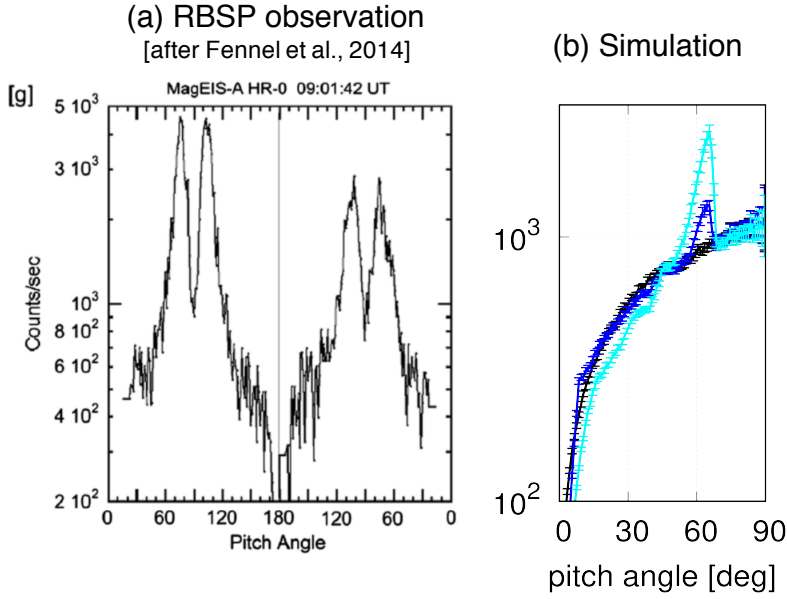 (a) RBSP observation
[after Fennel et al., 2014]
[g]
MagEIS-A HR-0 09:01:42 UT
5 10³
3 10³
10³
8 10²
6 10²
4 10²
2 10²
Counts/sec
0 60 120 180 120 60 0
Pitch Angle
(b) Simulation
10³
10²
0 30 60 90
pitch angle [deg]